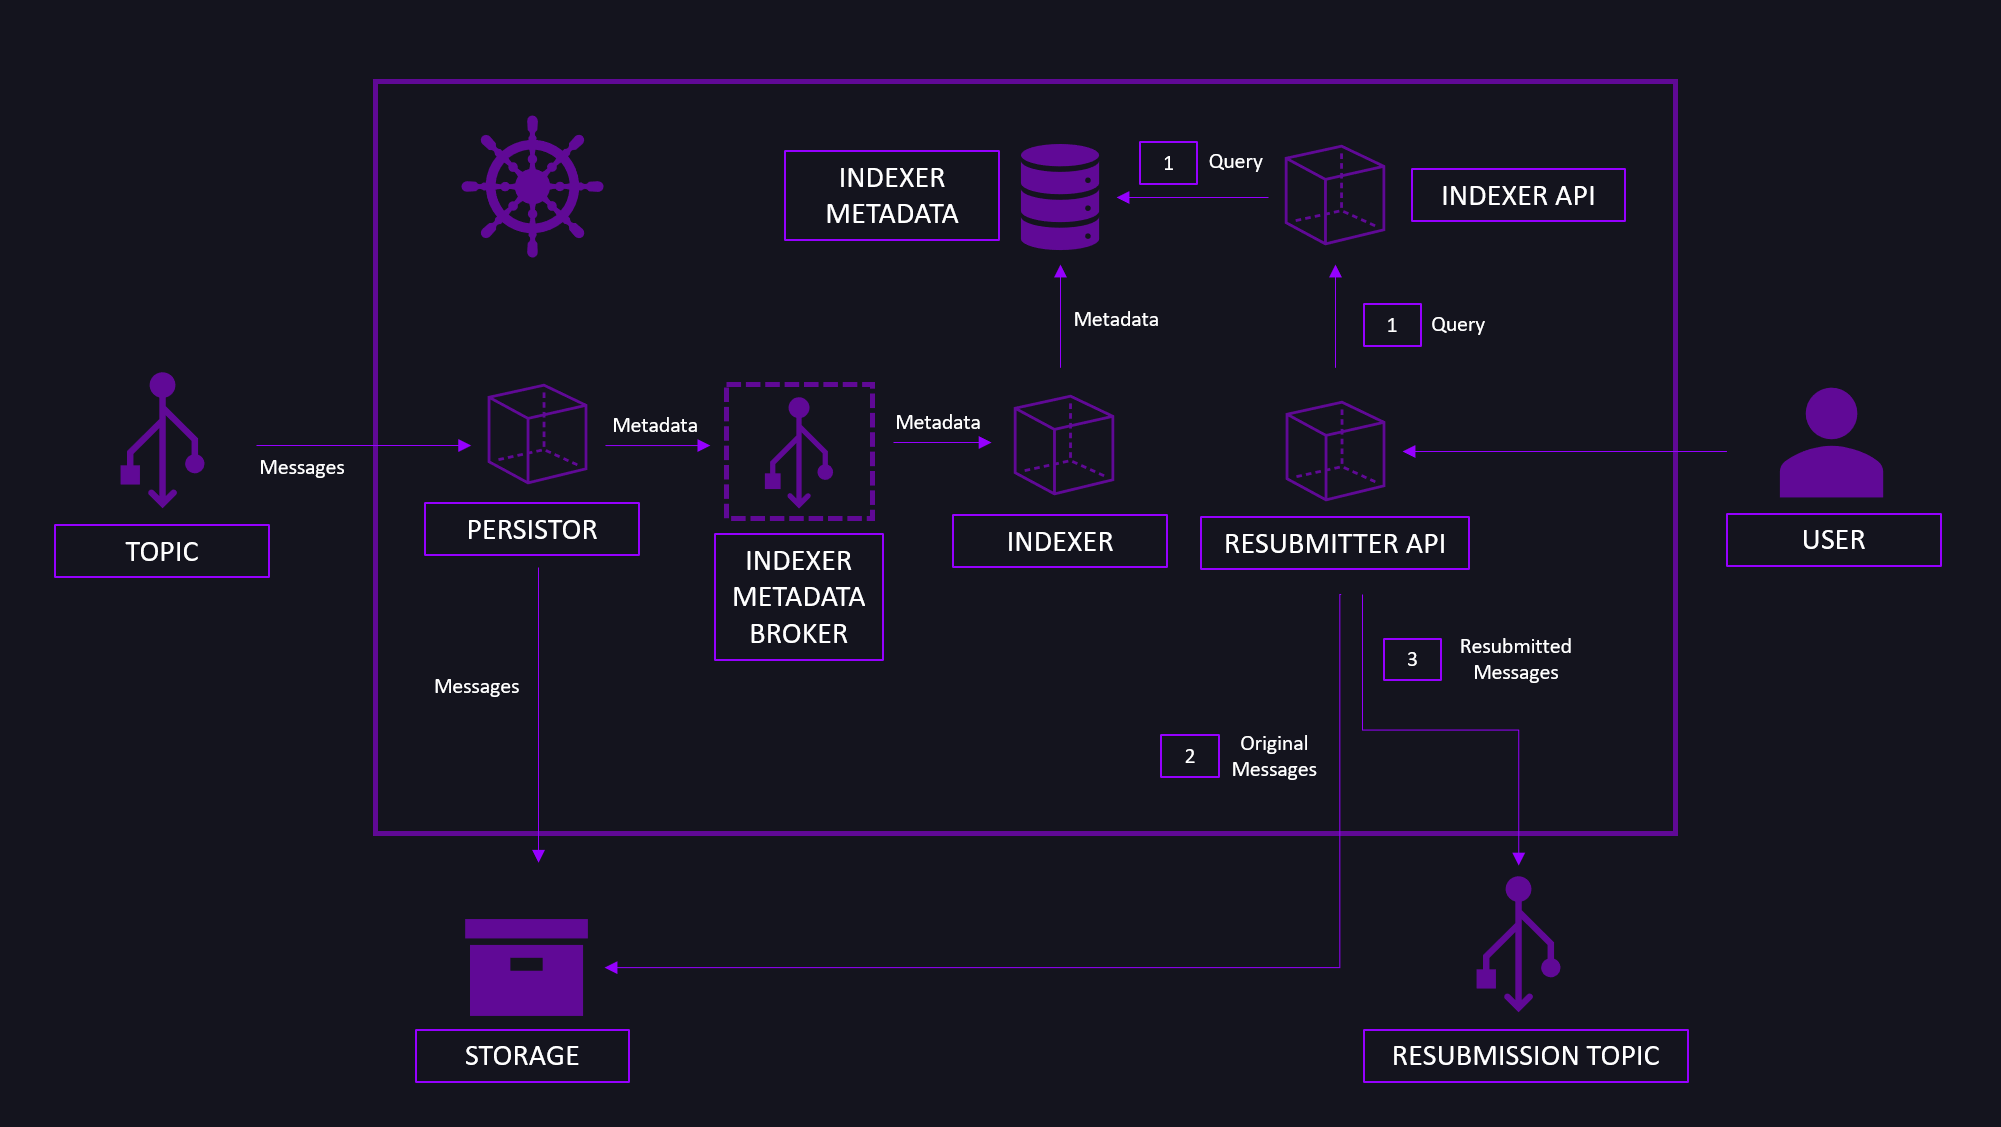 INDEXER
METADATA
1
Query
INDEXER API
Metadata
1
Query
Messages
TOPIC
PERSISTOR
Metadata
INDEXER
METADATA
BROKER
Metadata
INDEXER
RESUBMITTER API
USER
Messages
3
Resubmitted
Messages
2
Original
Messages
STORAGE
RESUBMISSION TOPIC